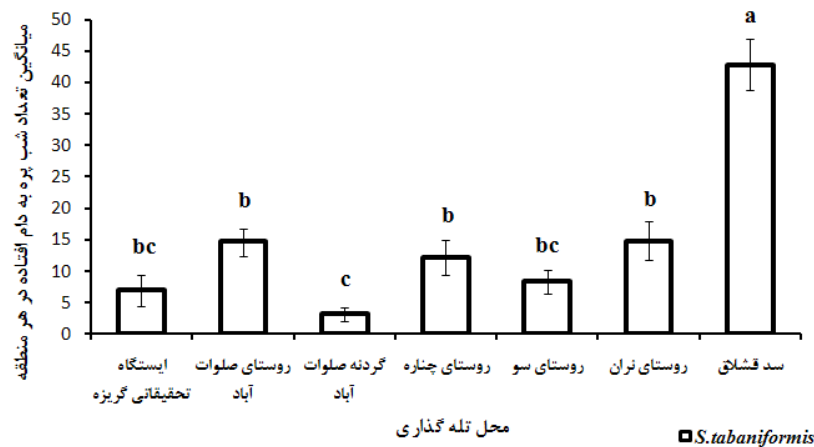 میانگین تعداد شب پره به دام افتاده در هر منطقه
50
45
40
35
30
25
20
15
10
5
0
bc
b
c
b
bc
b
a
ایستگاه
تحقیقاتی گریزه
روستای صلوات
آباد
گردنه صلوات
آباد
روستای چناره
روستای سو
روستای نران
سد قشلاق
محل تله گذاری
S.tabaniformis